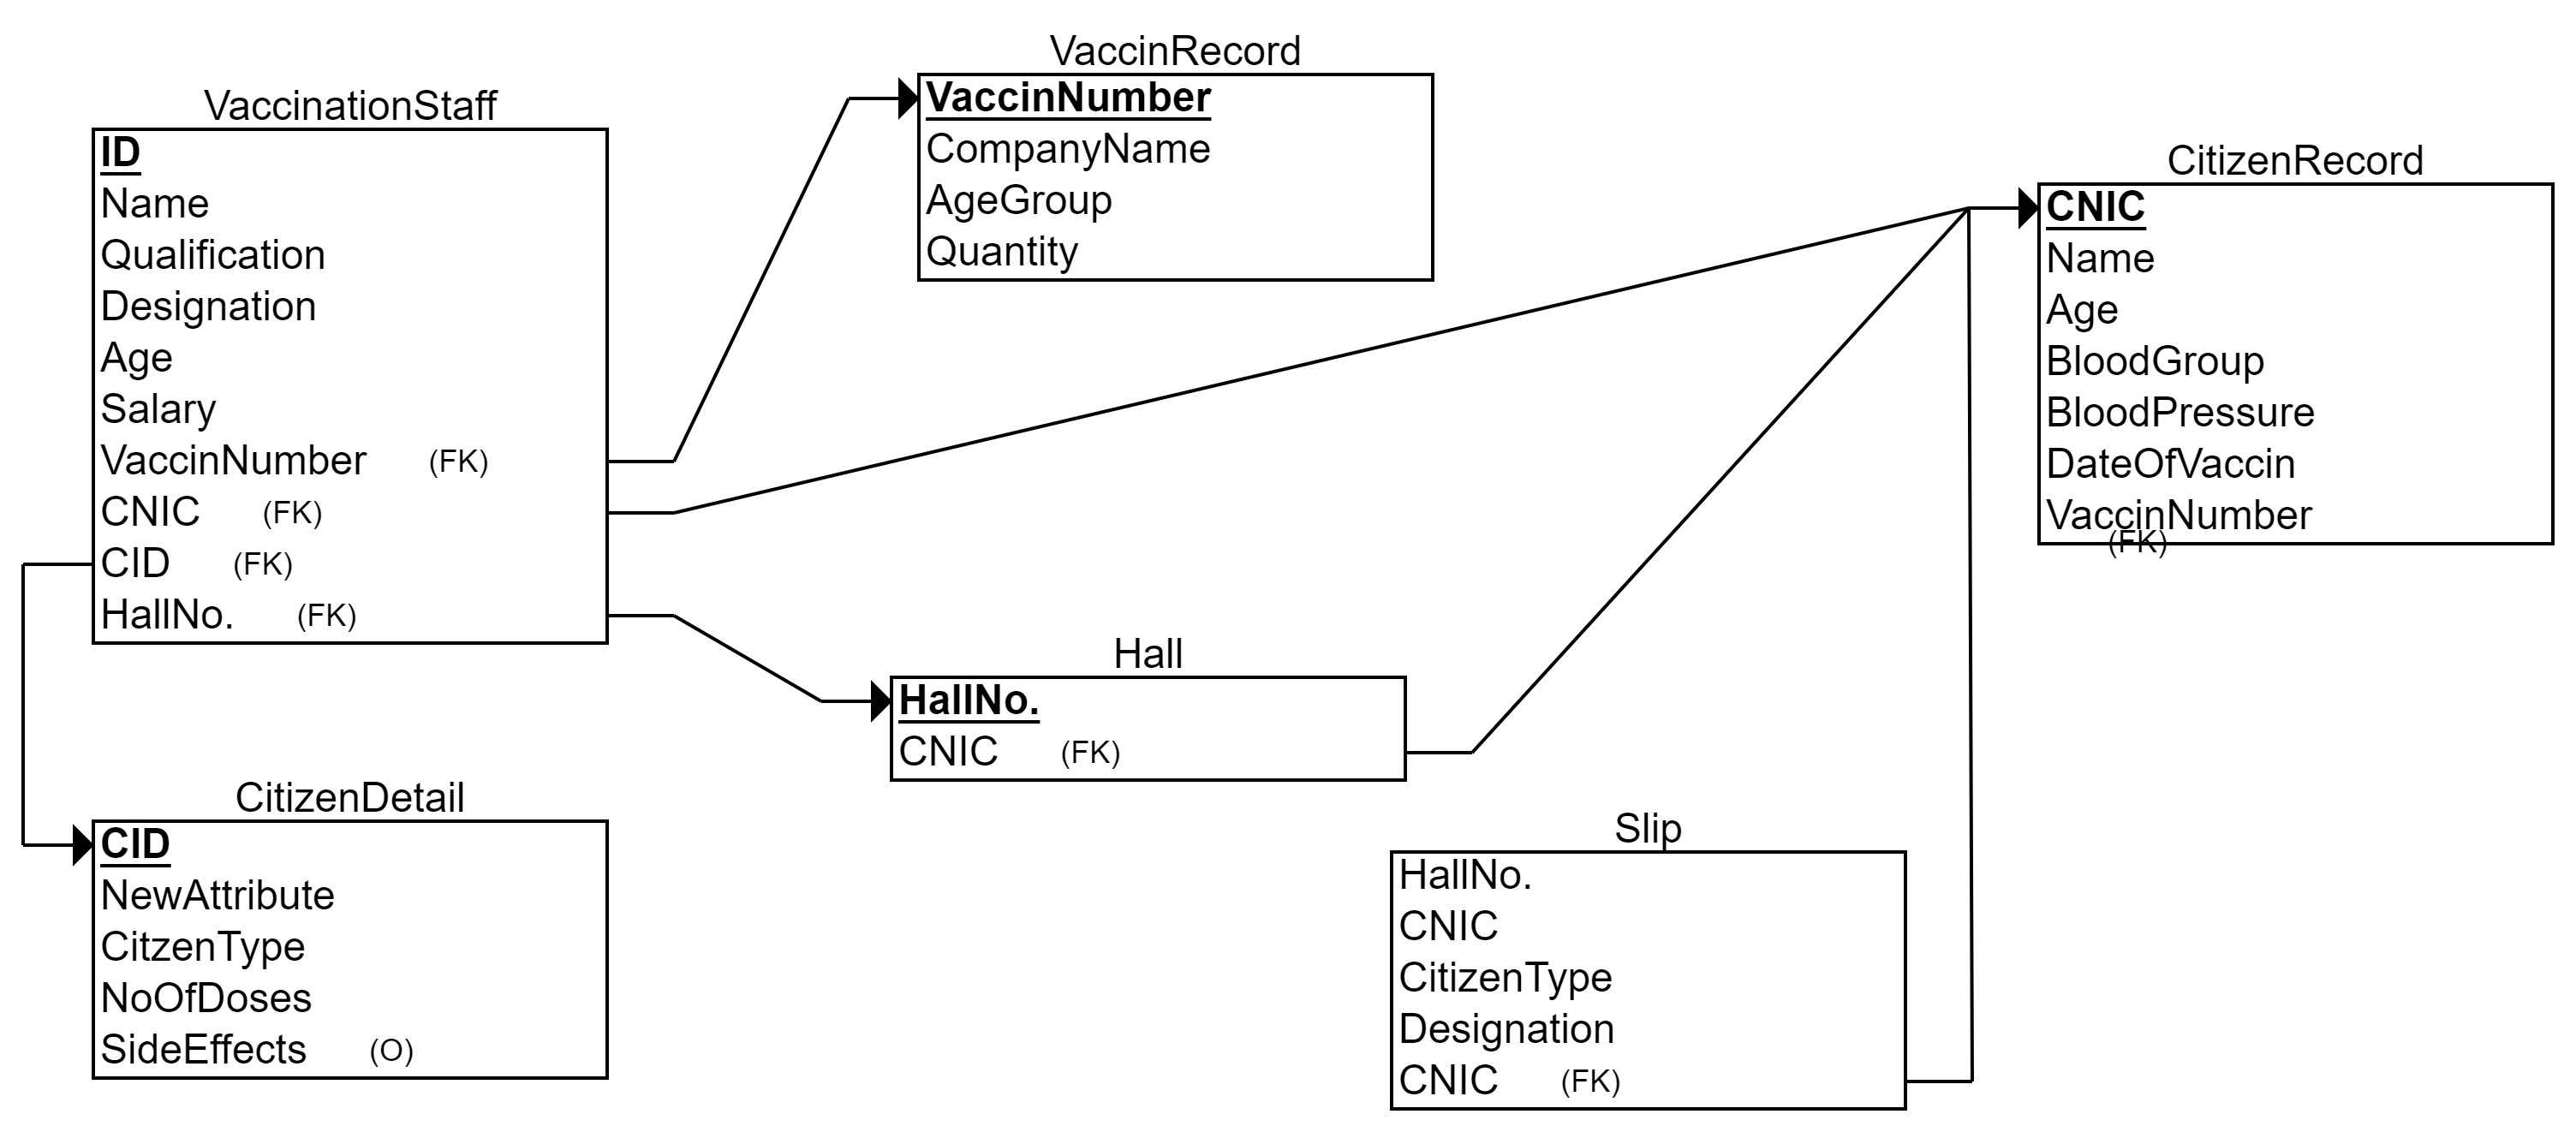 VaccinationStaff
ID
Name
Qualification
Designation
Age
Salary
VaccinNumber (FK)
CNIC (FK)
CID (FK)
HallNo. (FK)
VaccinRecord
VaccinNumber
CompanyName
AgeGroup
Quantity
CitizenRecord
CNIC
Name
Age
BloodGroup
BloodPressure
DateOfVaccin
VaccinNumber
(FK)
Hall
HallNo.
CNIC (FK)
CitizenDetail
CID
NewAttribute
CitzenType
NoOfDoses
SideEffects (O)
Slip
HallNo.
CNIC
CitizenType
Designation
CNIC (FK)